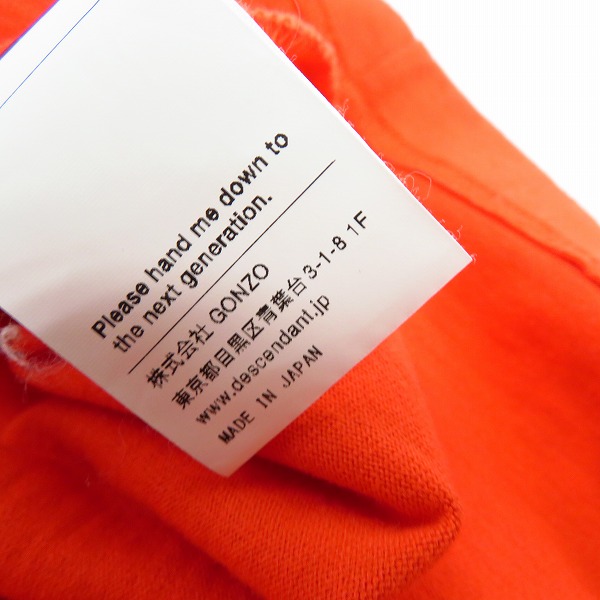 Please hand me down to
the next generation.
株式会社 GONZO
東京都目黒区青葉台3-1-8 1F
www.descendant.jp
MADE IN JAPAN